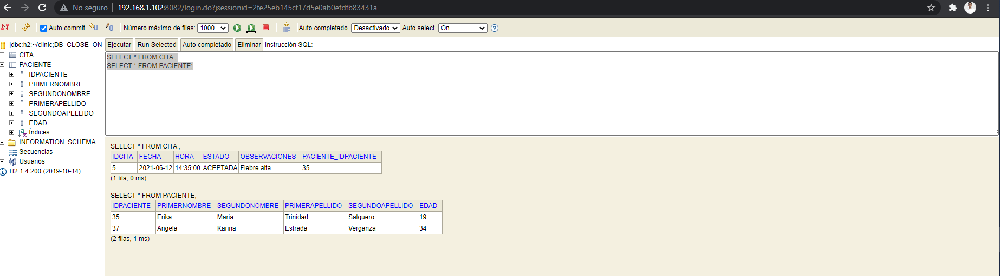 No seguro 192.168.1.102:8082/login.do?jsessionid=2fe25eb145cf17d5e0ab0efdfb83431a
Auto commit Número máximo de filas: 1000 Auto completado Desactivado Auto select On
jdbc:h2:~/clinic;DB_CLOSE_ON_
CITA
PACIENTE
IDPACIENTE
PRIMERNOMBRE
SEGUNDONOMBRE
PRIMERAPELLIDO
SEGUNDOAPELLIDO
EDAD
Índices
INFORMATION_SCHEMA
Secuencias
Usuarios
H2 1.4.200 (2019-10-14)
Ejecutar Run Selected Auto completado Eliminar Instrucción SQL:
SELECT * FROM CITA ;
SELECT * FROM PACIENTE;
SELECT * FROM CITA ;
IDCITA FECHA HORA ESTADO OBSERVACIONES PACIENTE_IDPACIENTE
5 2021-06-12 14:35:00 ACEPTADA Fiebre alta 35
(1 fila, 0 ms)
SELECT * FROM PACIENTE;
IDPACIENTE PRIMERNOMBRE SEGUNDONOMBRE PRIMERAPELLIDO SEGUNDOAPELLIDO EDAD
35 Erika Maria Trinidad Salguero 19
37 Angela Karina Estrada Verganza 34
(2 filas, 1 ms)